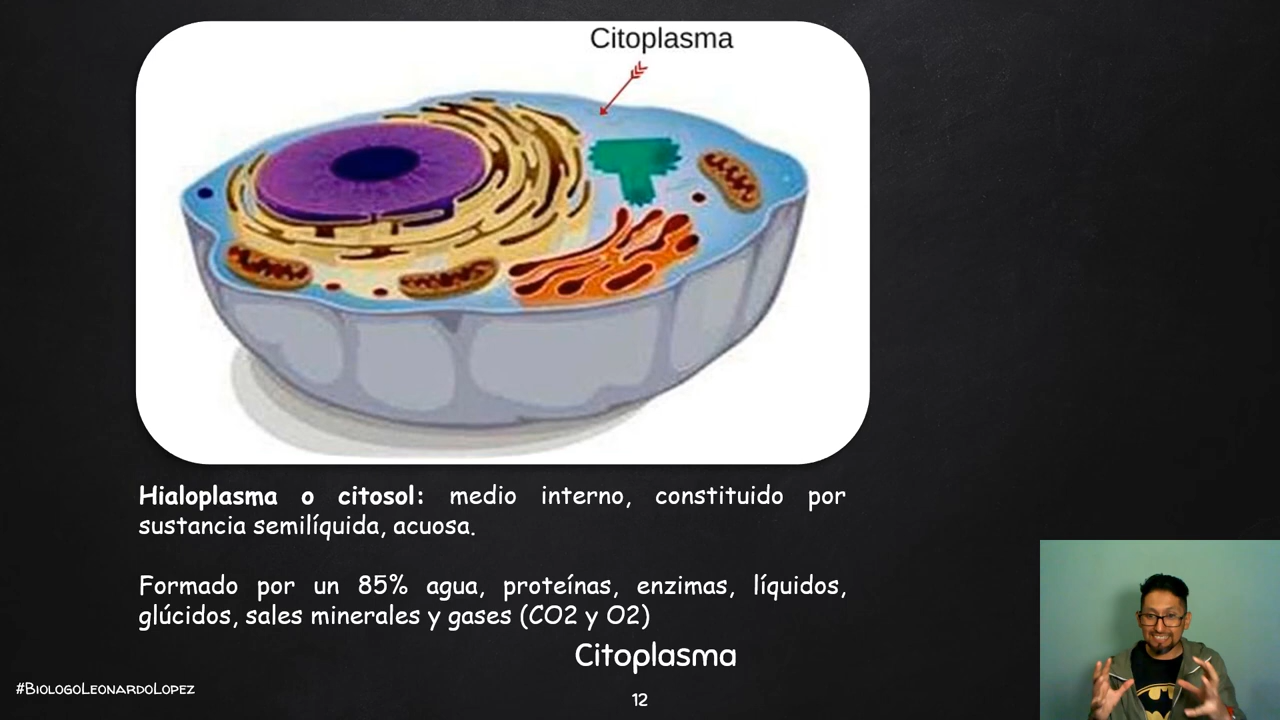 Citoplasma
Hialoplasma o citosol: medio interno, constituido por
sustancia semilíquida, acuosa.
Formado por un 85% agua, proteínas, enzimas, líquidos,
glúcidos, sales minerales y gases (CO2 y O2)
Citoplasma
#BiologoLeonardoLopez
12